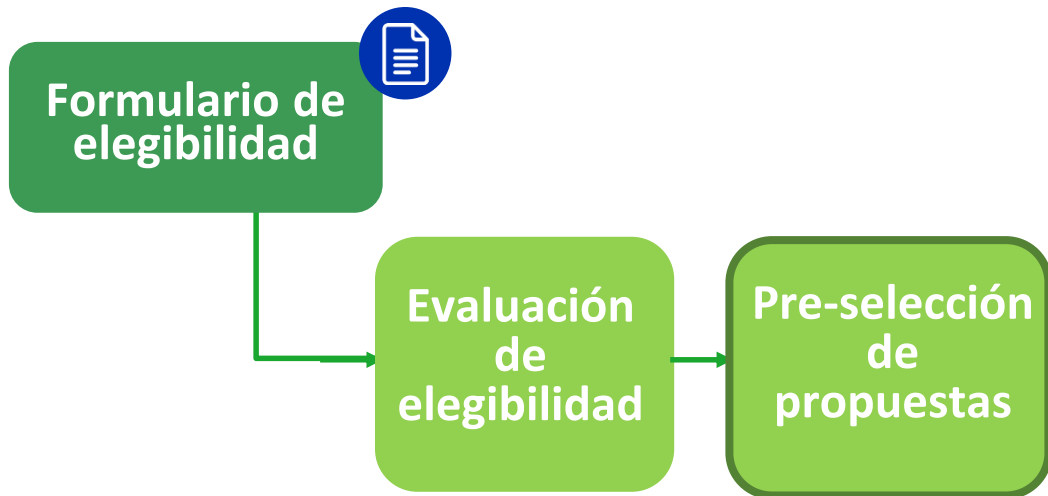 Formulario de
elegibilidad
Evaluación
de
elegibilidad
Pre-selección
de
propuestas